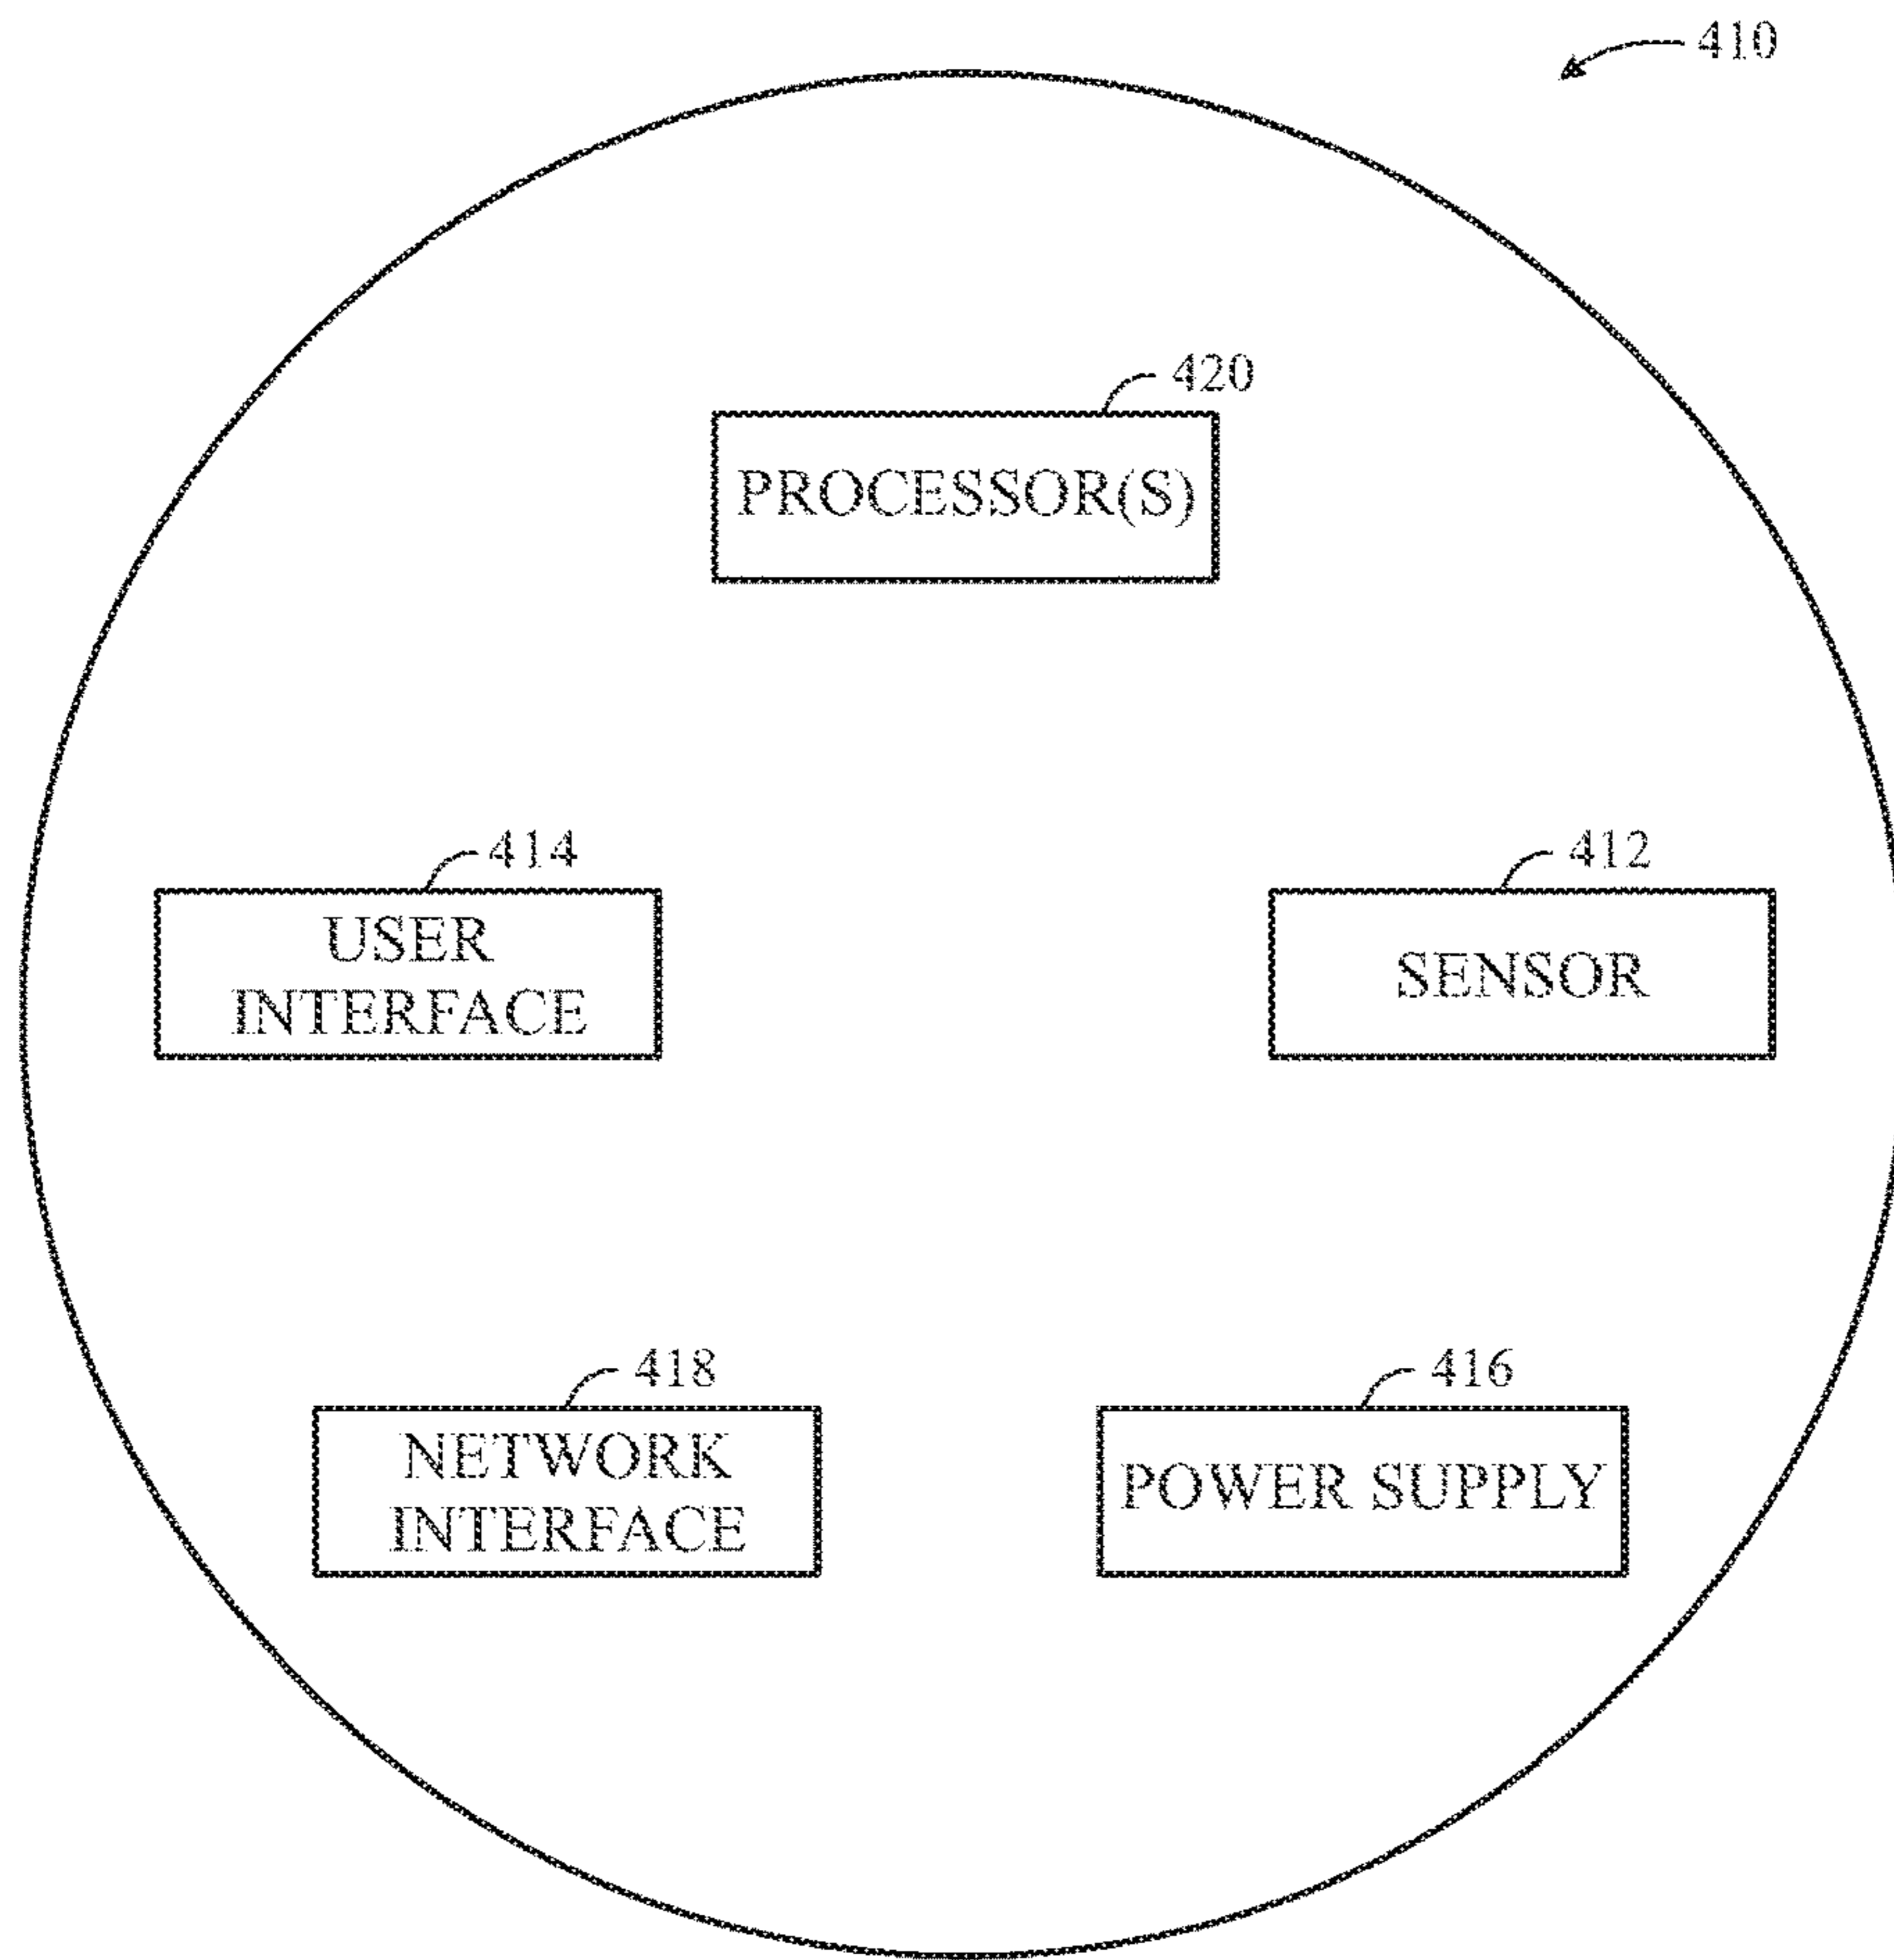 410
420
PROCESSOR(S)
414
USER
INTERFACE
412
SENSOR
418
NETWORK
INTERFACE
416
POWER SUPPLY